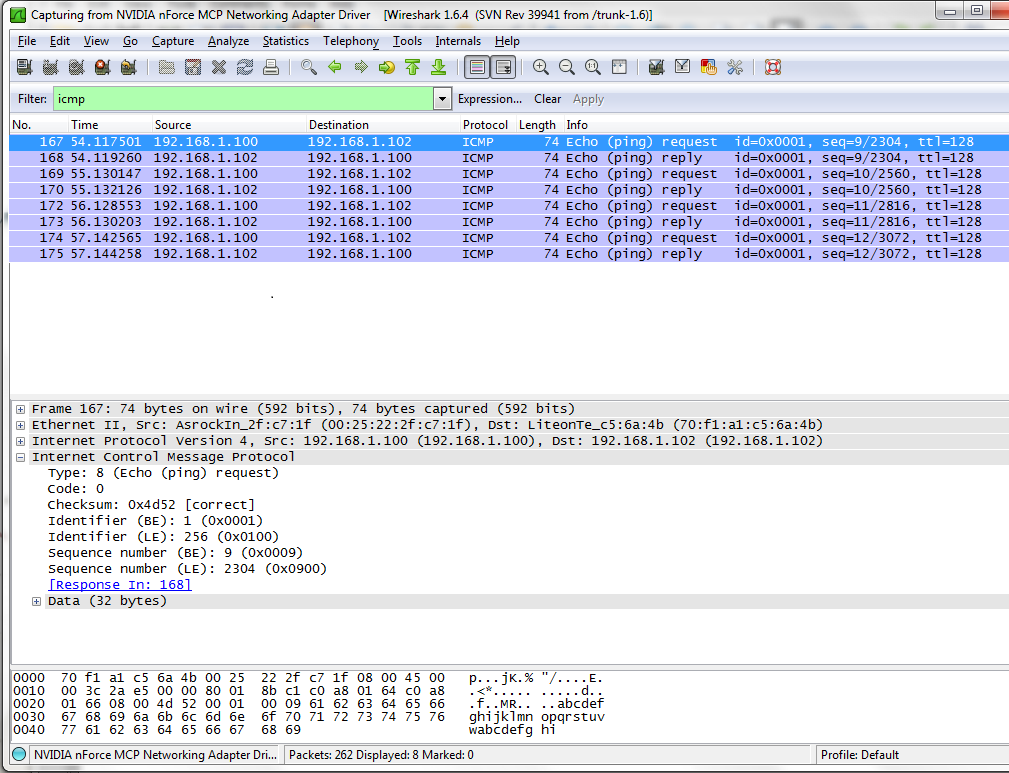 Capturing from NVIDIA nForce MCP Networking Adapter Driver [Wireshark 1.6.4 (SVN Rev 39941 from /trunk-1.6)]
File Edit View Go Capture Analyze Statistics Telephony Tools Internals Help
Filter: icmp Expression... Clear Apply
No. Time Source Destination Protocol Length Info
167 54.117501 192.168.1.100 192.168.1.102 ICMP 74 Echo (ping) request id=0x0001, seq=9/2304, ttl=128
168 54.119260 192.168.1.102 192.168.1.100 ICMP 74 Echo (ping) reply id=0x0001, seq=9/2304, ttl=128
169 55.130147 192.168.1.100 192.168.1.102 ICMP 74 Echo (ping) request id=0x0001, seq=10/2560, ttl=128
170 55.132126 192.168.1.102 192.168.1.100 ICMP 74 Echo (ping) reply id=0x0001, seq=10/2560, ttl=128
172 56.128553 192.168.1.100 192.168.1.102 ICMP 74 Echo (ping) request id=0x0001, seq=11/2816, ttl=128
173 56.130203 192.168.1.102 192.168.1.100 ICMP 74 Echo (ping) reply id=0x0001, seq=11/2816, ttl=128
174 57.142565 192.168.1.100 192.168.1.102 ICMP 74 Echo (ping) request id=0x0001, seq=12/3072, ttl=128
175 57.144258 192.168.1.102 192.168.1.100 ICMP 74 Echo (ping) reply id=0x0001, seq=12/3072, ttl=128
Frame 167: 74 bytes on wire (592 bits), 74 bytes captured (592 bits)
Ethernet II, Src: AsrockIn_2f:c7:1f (00:25:22:2f:c7:1f), Dst: LiteonTe_c5:6a:4b (70:f1:a1:c5:6a:4b)
Internet Protocol Version 4, Src: 192.168.1.100 (192.168.1.100), Dst: 192.168.1.102 (192.168.1.102)
Internet Control Message Protocol
Type: 8 (Echo (ping) request)
Code: 0
Checksum: 0x4d52 [correct]
Identifier (BE): 1 (0x0001)
Identifier (LE): 256 (0x0100)
Sequence number (BE): 9 (0x0009)
Sequence number (LE): 2304 (0x0900)
[Response In: 168]
Data (32 bytes)
0000 70 f1 a1 c5 6a 4b 00 25 22 2f c7 1f 08 00 45 00 p...jK.% "/....E.
0010 00 3c 2a e5 00 00 80 01 8b c1 c0 a8 01 64 c0 a8 .<*..... .....d..
0020 01 66 08 00 4d 52 00 01 00 09 61 62 63 64 65 66 .f..MR.. ..abcdef
0030 67 68 69 6a 6b 6c 6d 6e 6f 70 71 72 73 74 75 76 ghijklmn opqrstuv
0040 77 61 62 63 64 65 66 67 68 69 wabcdefg hi
NVIDIA nForce MCP Networking Adapter Dri... Packets: 262 Displayed: 8 Marked: 0 Profile: Default